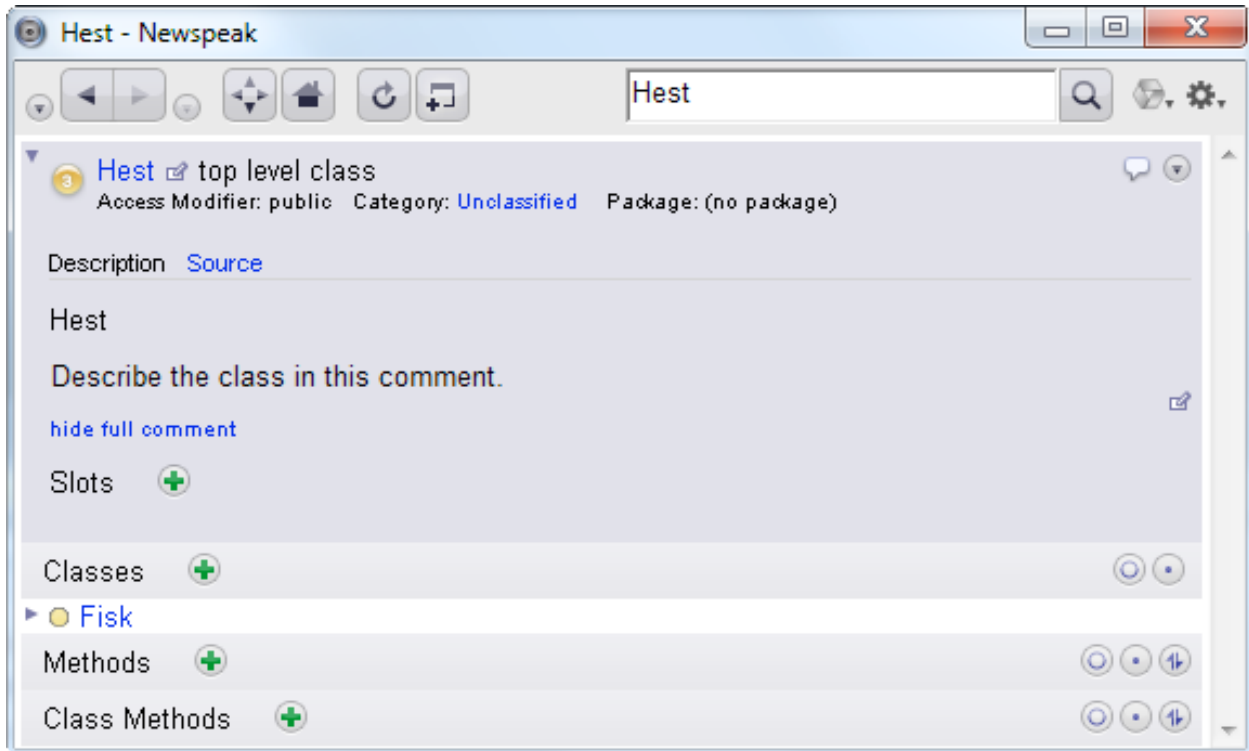 Hest - Newspeak
Hest
3
Hest top level class
Access Modifier: public Category: Unclassified Package: (no package)
Description Source
Hest
Describe the class in this comment.
hide full comment
Slots
Classes
Fisk
Methods
Class Methods